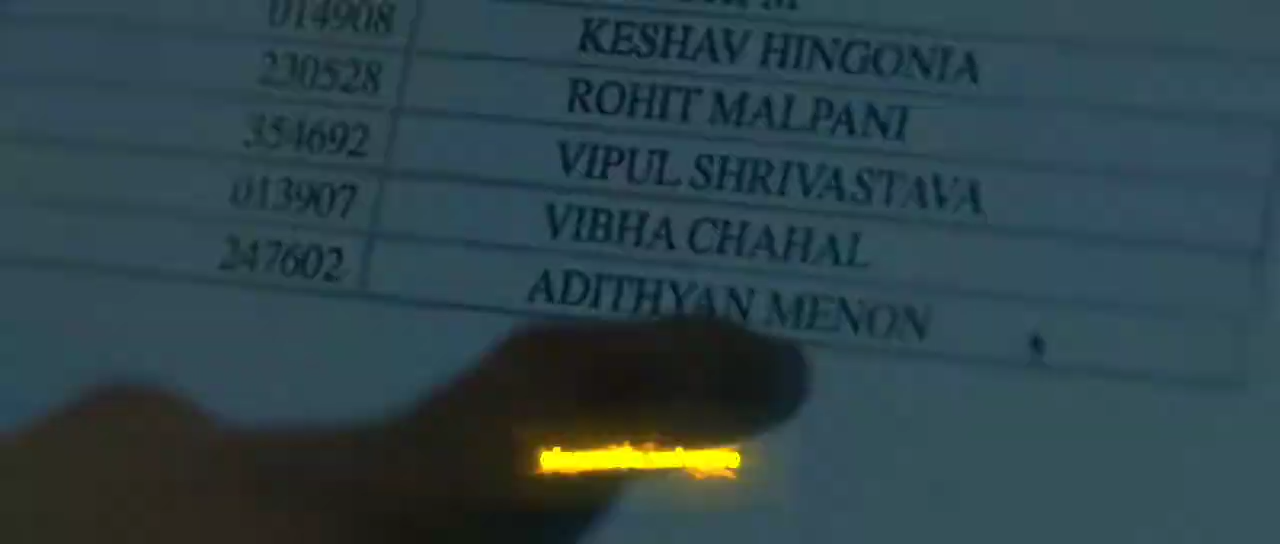 014908 KESHAV HINGONIA
230528 ROHIT MALPANI
354692 VIPUL SHRIVASTAVA
013907 VIBHA CHAHAL
247602 ADITHYAN MENON